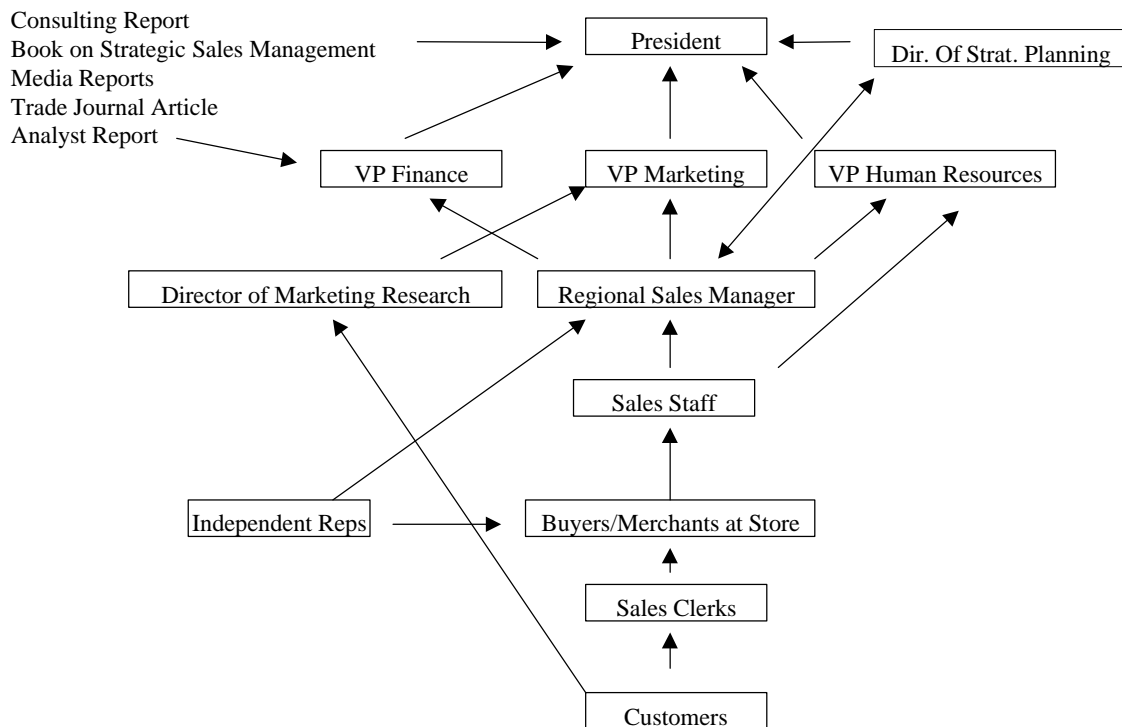 Consulting Report
Book on Strategic Sales Management
Media Reports
Trade Journal Article
Analyst Report
President
Dir. Of Strat. Planning
VP Finance
VP Marketing
VP Human Resources
Director of Marketing Research
Regional Sales Manager
Sales Staff
Independent Reps
Buyers/Merchants at Store
Sales Clerks
Customers